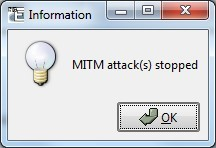 Information
MITM attack(s) stopped
OK